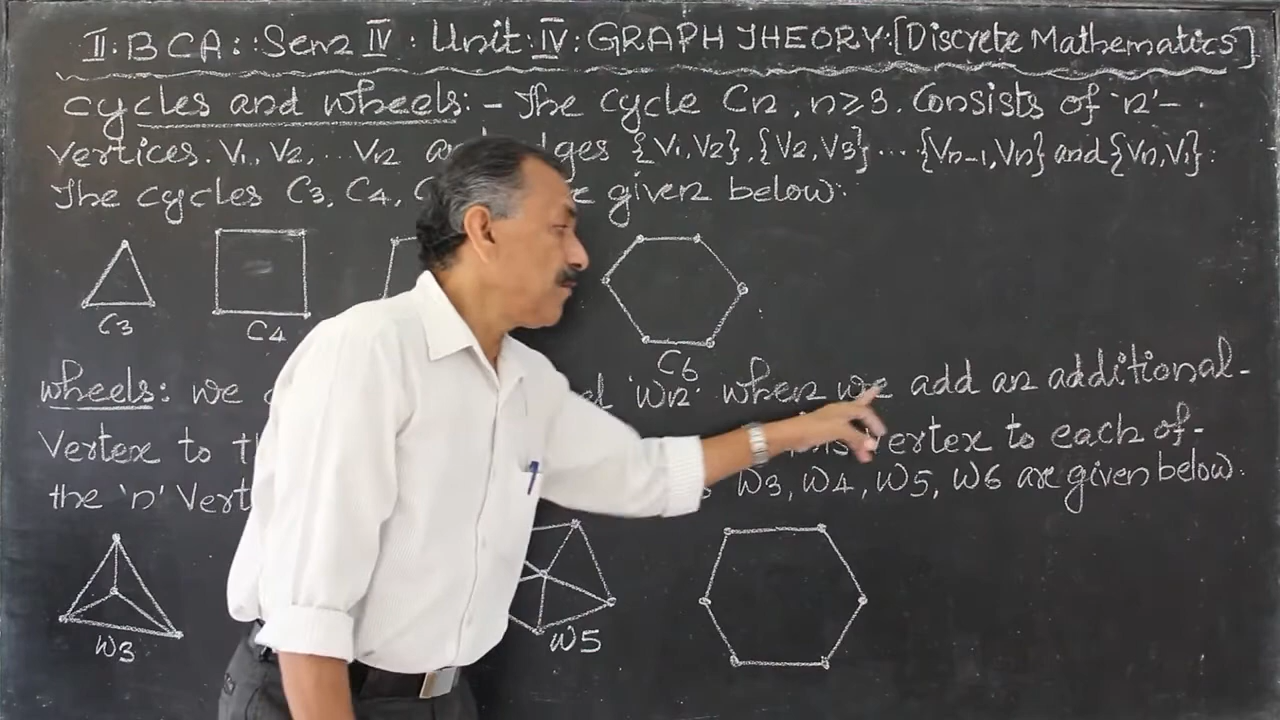 II: BCA:: Sem IV: Unit: IV: GRAPH THEORY:[Discrete Mathematics]
cycles and wheels: - The cycle Cn, n≥3. Consists of 'n'-
vertices. V1, V2, ... Vn {V1,V2}, {V2,V3} ... {Vn-1,Vn} and {Vn,V1}.
The cycles C3, C4, given below:
C3 C4 C6
wheels: we 'Wn' when we add an additional-
Vertex to vertex to each of-
the 'n' W3, W4, W5, W6 are given below:
W3 W5